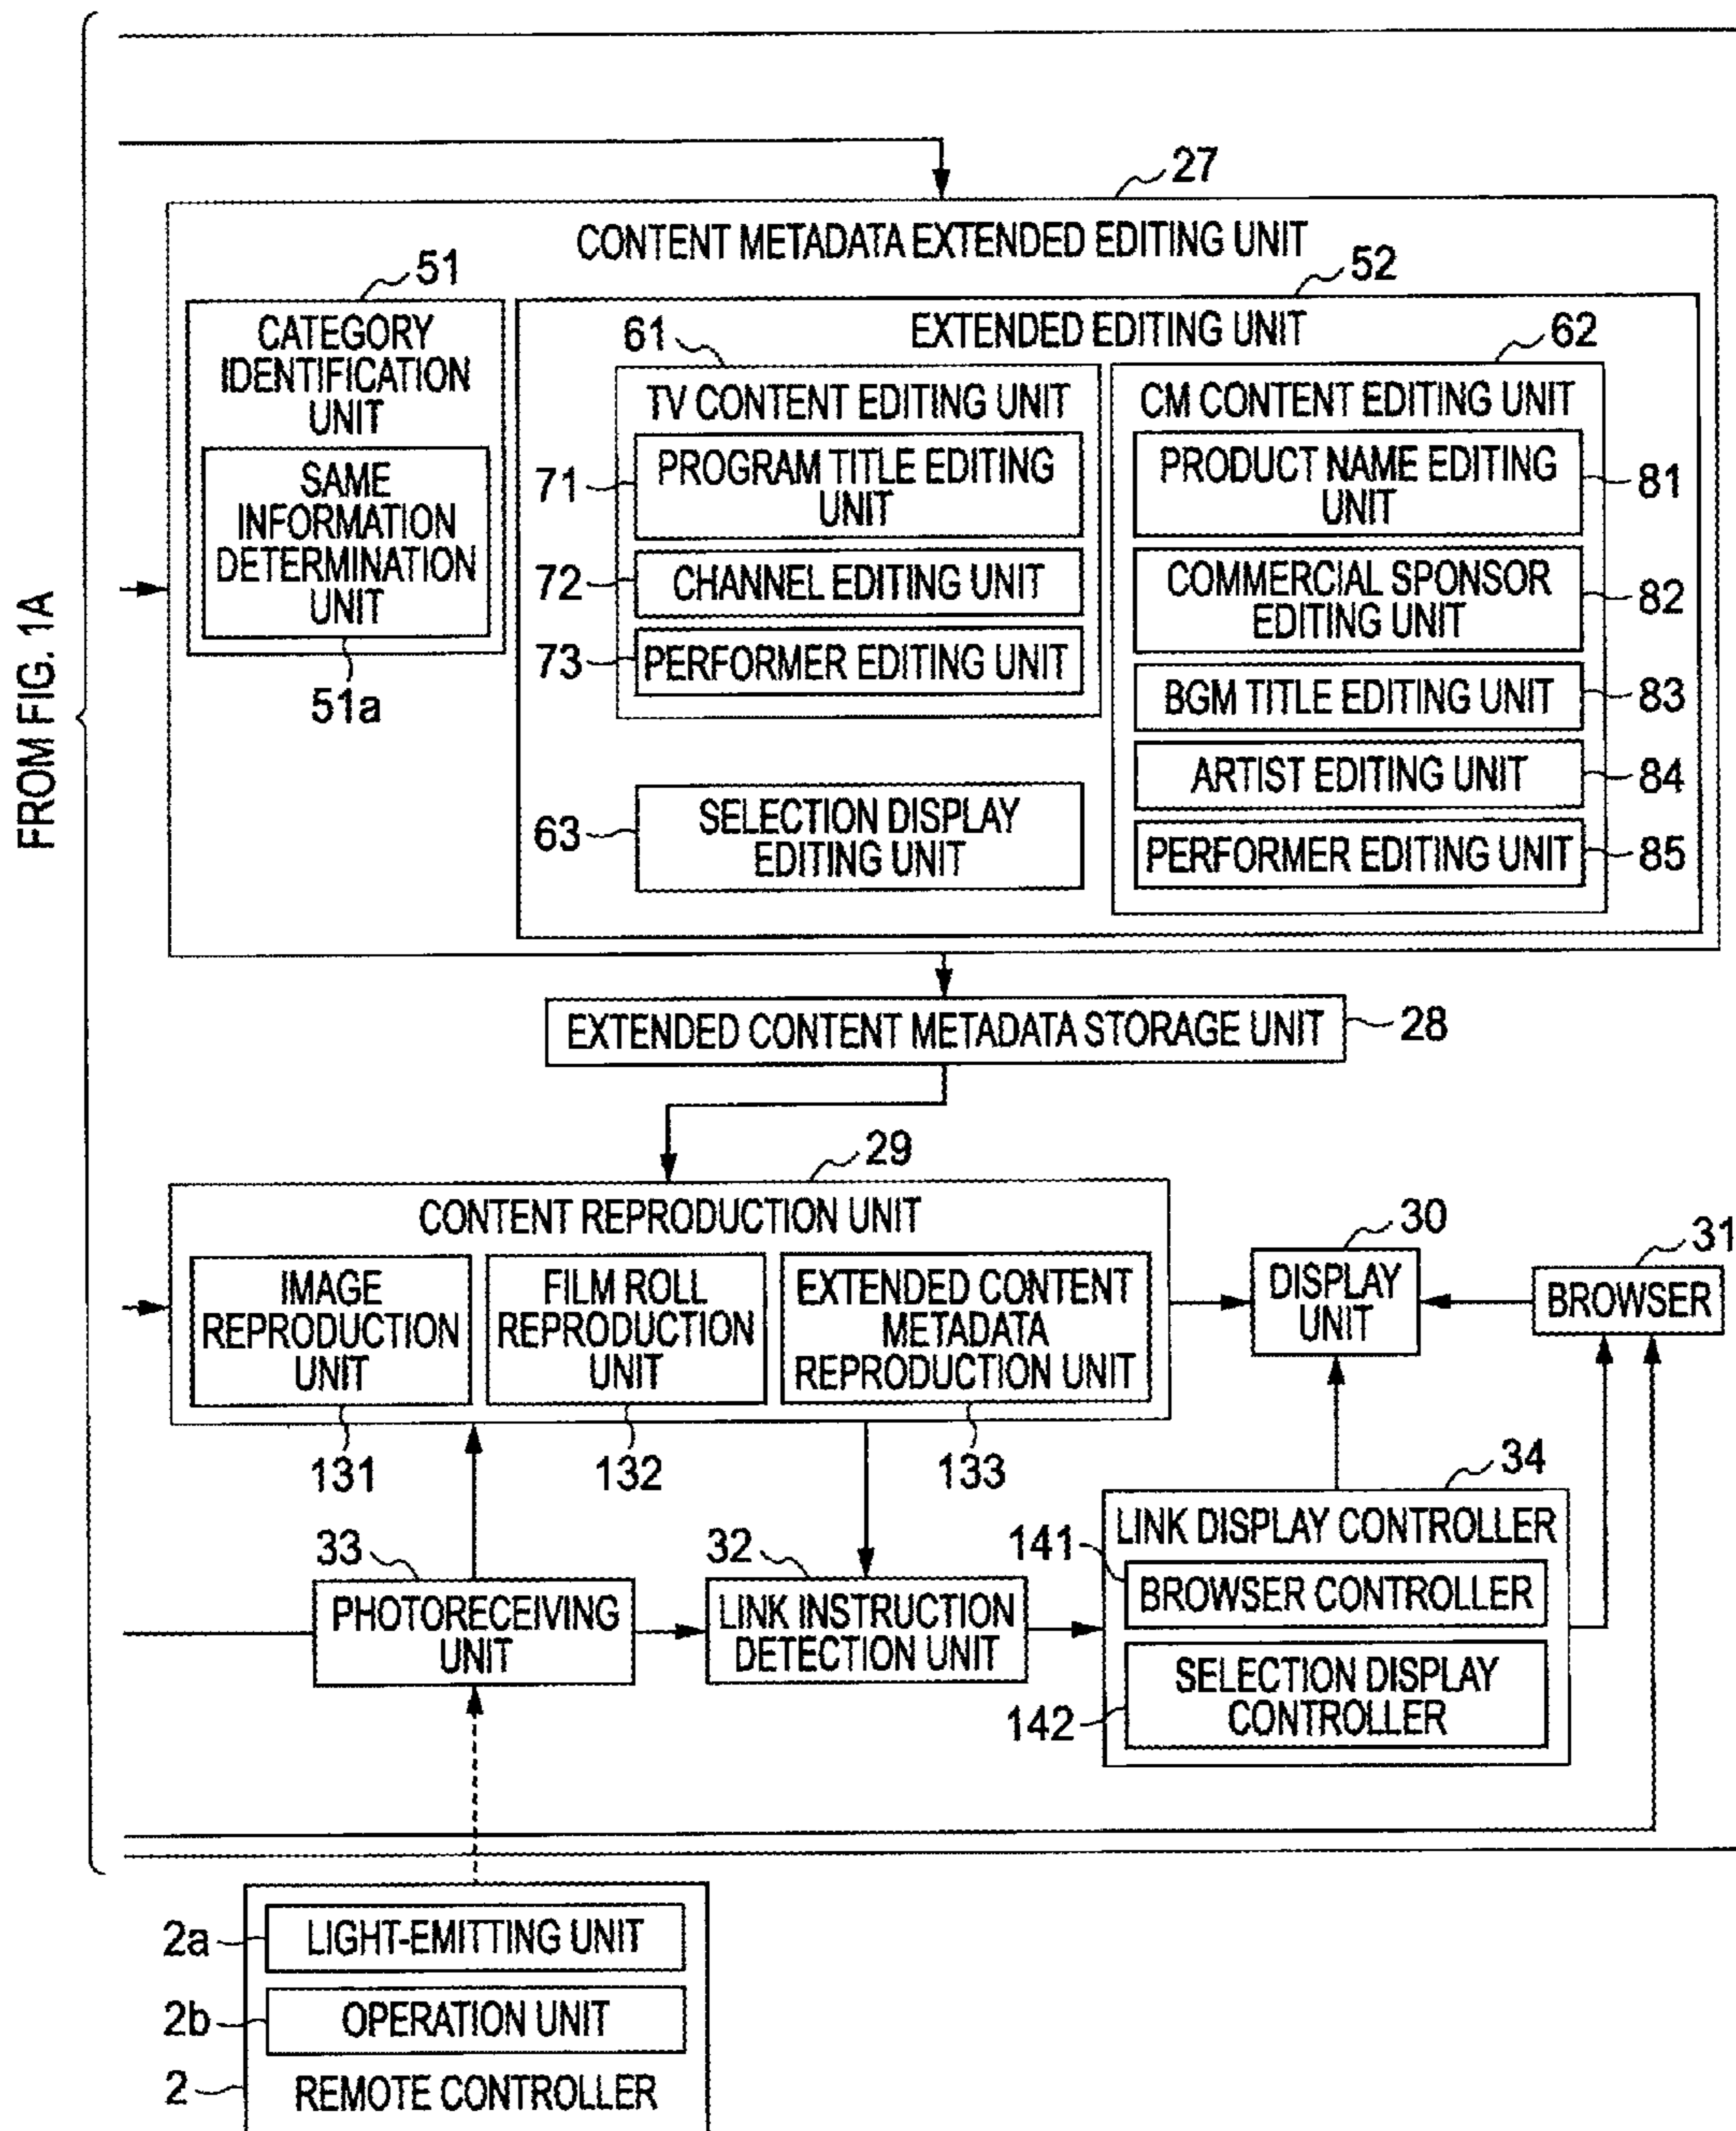 FROM FIG. 1A
27
CONTENT METADATA EXTENDED EDITING UNIT
51
CATEGORY
IDENTIFICATION
UNIT
SAME
INFORMATION
DETERMINATION
UNIT
51a
52
EXTENDED EDITING UNIT
61
TV CONTENT EDITING UNIT
71
PROGRAM TITLE EDITING
UNIT
72
CHANNEL EDITING UNIT
73
PERFORMER EDITING UNIT
63
SELECTION DISPLAY
EDITING UNIT
62
CM CONTENT EDITING UNIT
PRODUCT NAME EDITING
UNIT
81
COMMERCIAL SPONSOR
EDITING UNIT
82
BGM TITLE EDITING UNIT
83
ARTIST EDITING UNIT
84
PERFORMER EDITING UNIT
85
EXTENDED CONTENT METADATA STORAGE UNIT
28
29
CONTENT REPRODUCTION UNIT
IMAGE
REPRODUCTION
UNIT
131
FILM ROLL
REPRODUCTION
UNIT
132
EXTENDED CONTENT
METADATA
REPRODUCTION UNIT
133
30
DISPLAY
UNIT
31
BROWSER
33
PHOTORECEIVING
UNIT
32
LINK INSTRUCTION
DETECTION UNIT
34
LINK DISPLAY CONTROLLER
141
BROWSER CONTROLLER
142
SELECTION DISPLAY
CONTROLLER
2a
LIGHT-EMITTING UNIT
2b
OPERATION UNIT
2
REMOTE CONTROLLER